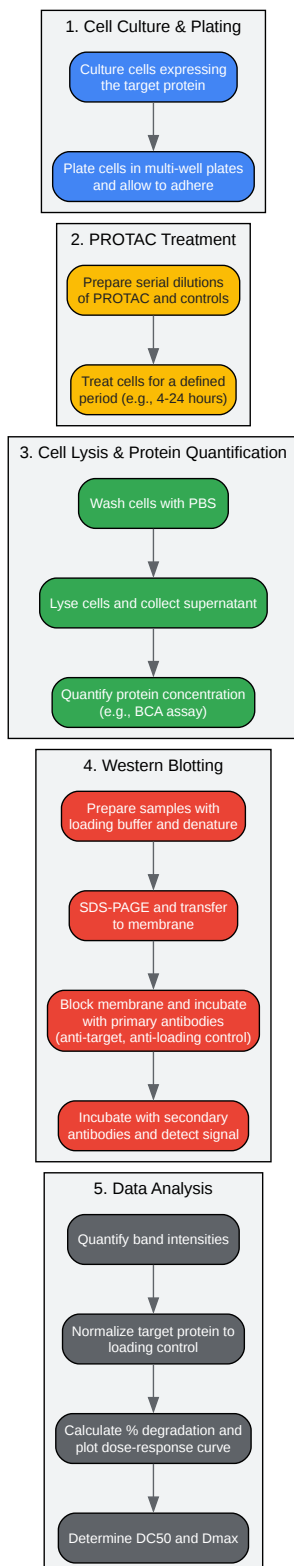 1. Cell Culture & Plating
Culture cells expressing
the target protein
Plate cells in multi-well plates
and allow to adhere
2. PROTAC Treatment
Prepare serial dilutions
of PROTAC and controls
Treat cells for a defined
period (e.g., 4-24 hours)
3. Cell Lysis & Protein Quantification
Wash cells with PBS
Lyse cells and collect supernatant
Quantify protein concentration
(e.g., BCA assay)
4. Western Blotting
Prepare samples with
loading buffer and denature
SDS-PAGE and transfer
to membrane
Block membrane and incubate
with primary antibodies
(anti-target, anti-loading control)
Incubate with secondary
antibodies and detect signal
5. Data Analysis
Quantify band intensities
Normalize target protein to
loading control
Calculate % degradation and
plot dose-response curve
Determine DC50 and Dmax